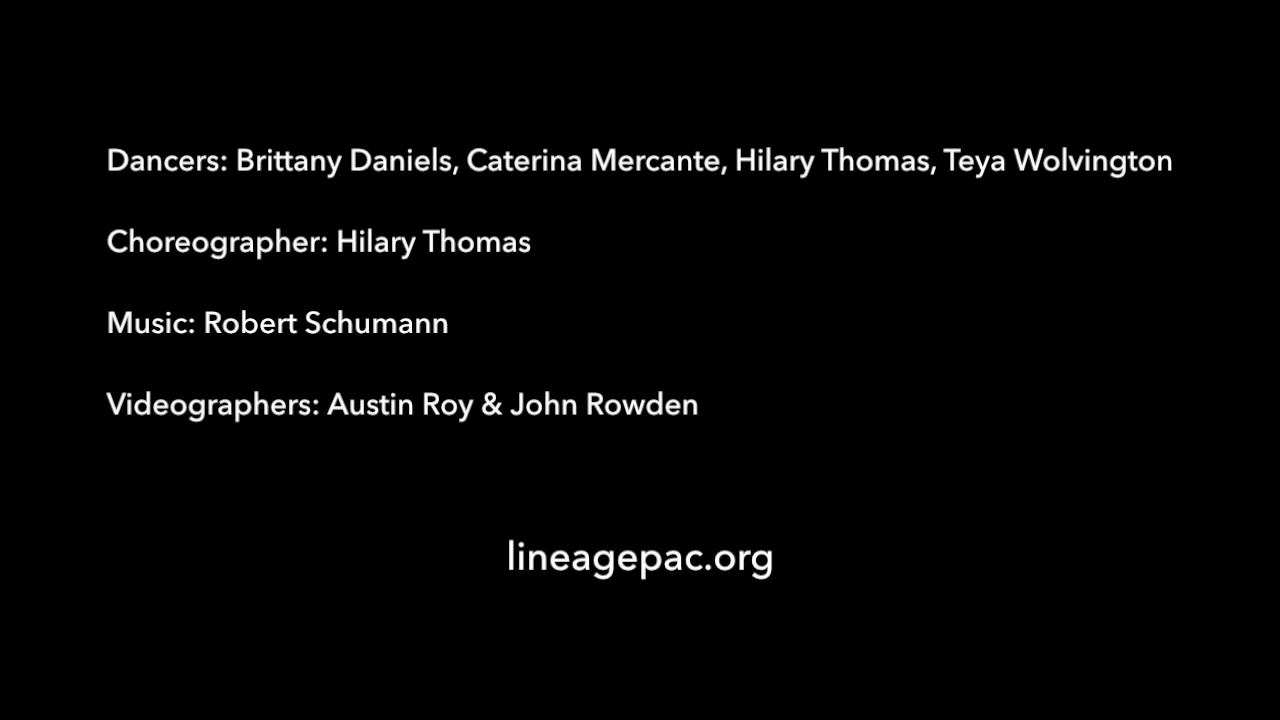 Dancers: Brittany Daniels, Caterina Mercante, Hilary Thomas, Teya Wolvington
Choreographer: Hilary Thomas
Music: Robert Schumann
Videographers: Austin Roy & John Rowden
lineagepac.org